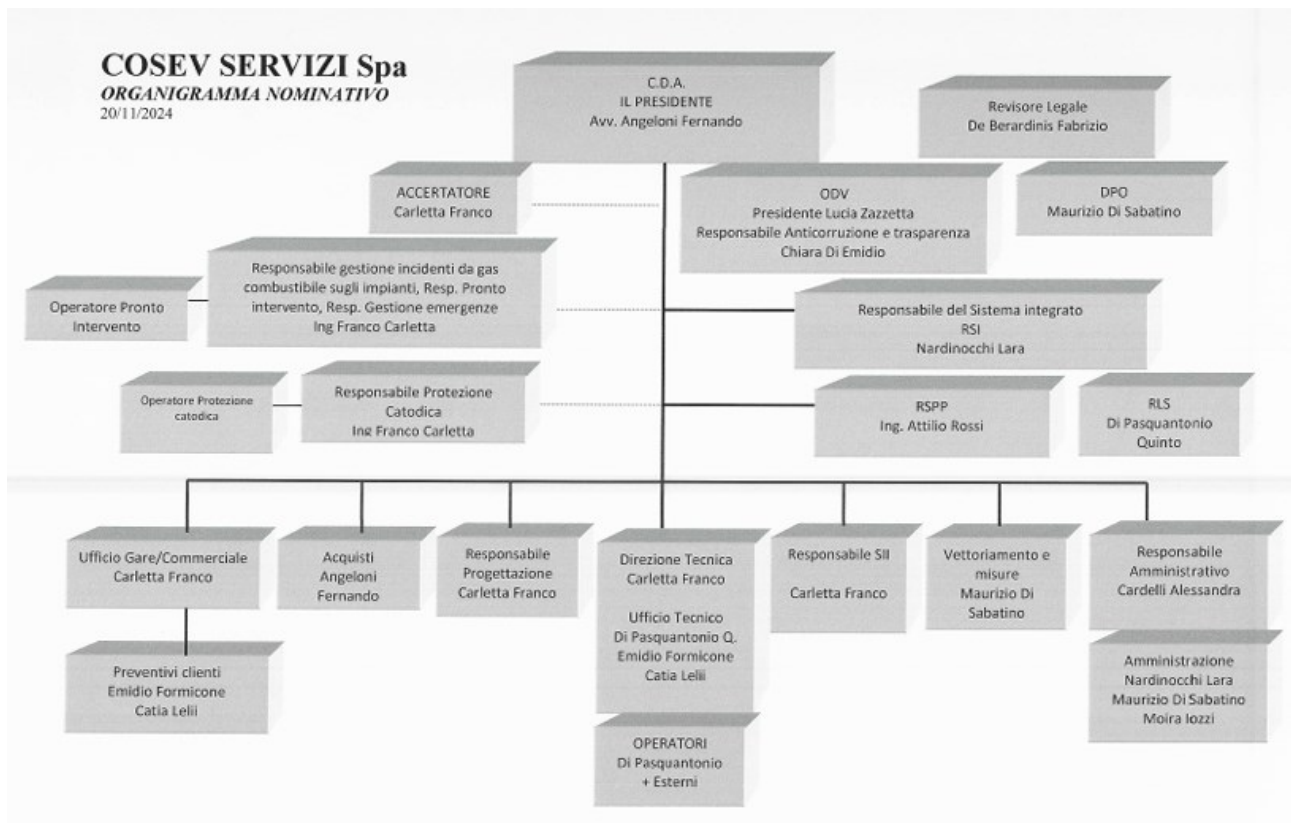 COSEV SERVIZI Spa
ORGANIGRAMMA NOMINATIVO
20/11/2024
C.D.A.
IL PRESIDENTE
Avv. Angeloni Fernando
Revisore Legale
De Berardinis Fabrizio
ACCERTATORE
Carletta Franco
ODV
Presidente Lucia Zazzetta
Responsabile Anticorruzione e trasparenza
Chiara Di Emidio
DPO
Maurizio Di Sabatino
Operatore Pronto
Intervento
Responsabile gestione incidenti da gas
combustibile sugli impianti, Resp. Pronto
intervento, Resp. Gestione emergenze
Ing Franco Carletta
Responsabile del Sistema integrato
RSI
Nardinocchi Lara
Operatore Protezione
catodica
Responsabile Protezione
Catodica
Ing Franco Carletta
RSPP
Ing. Attilio Rossi
RLS
Di Pasquantonio
Quinto
Ufficio Gare/Commerciale
Carletta Franco
Acquisti
Angeloni
Fernando
Responsabile
Progettazione
Carletta Franco
Direzione Tecnica
Carletta Franco
Ufficio Tecnico
Di Pasquantonio Q.
Emidio Formicone
Catia Lelii
Responsabile SII
Carletta Franco
Vettoriamento e
misure
Maurizio Di
Sabatino
Responsabile
Amministrativo
Cardelli Alessandra
Preventivi clienti
Emidio Formicone
Catia Lelii
OPERATORI
Di Pasquantonio
+ Esterni
Amministrazione
Nardinocchi Lara
Maurizio Di Sabatino
Moira Iozzi